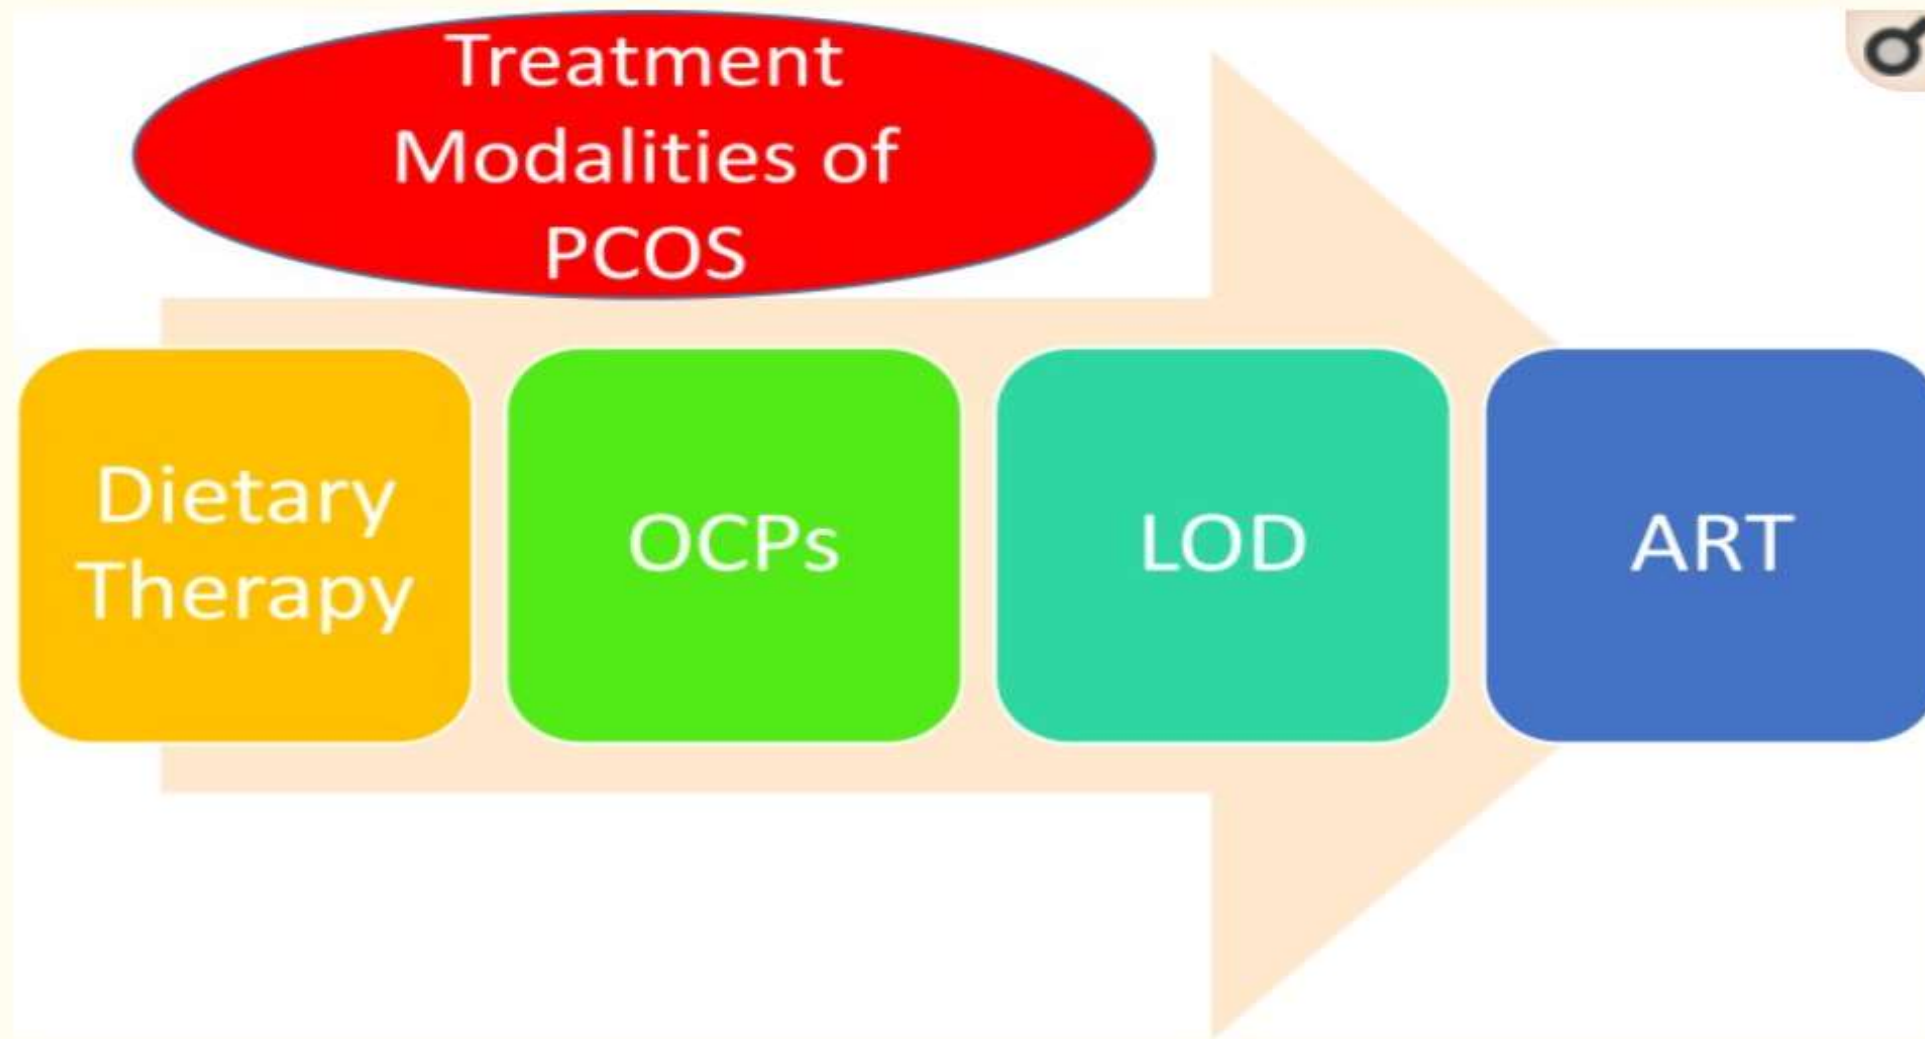 Treatment
Modalities of
PCOS
Dietary
Therapy
OCPs
LOD
ART